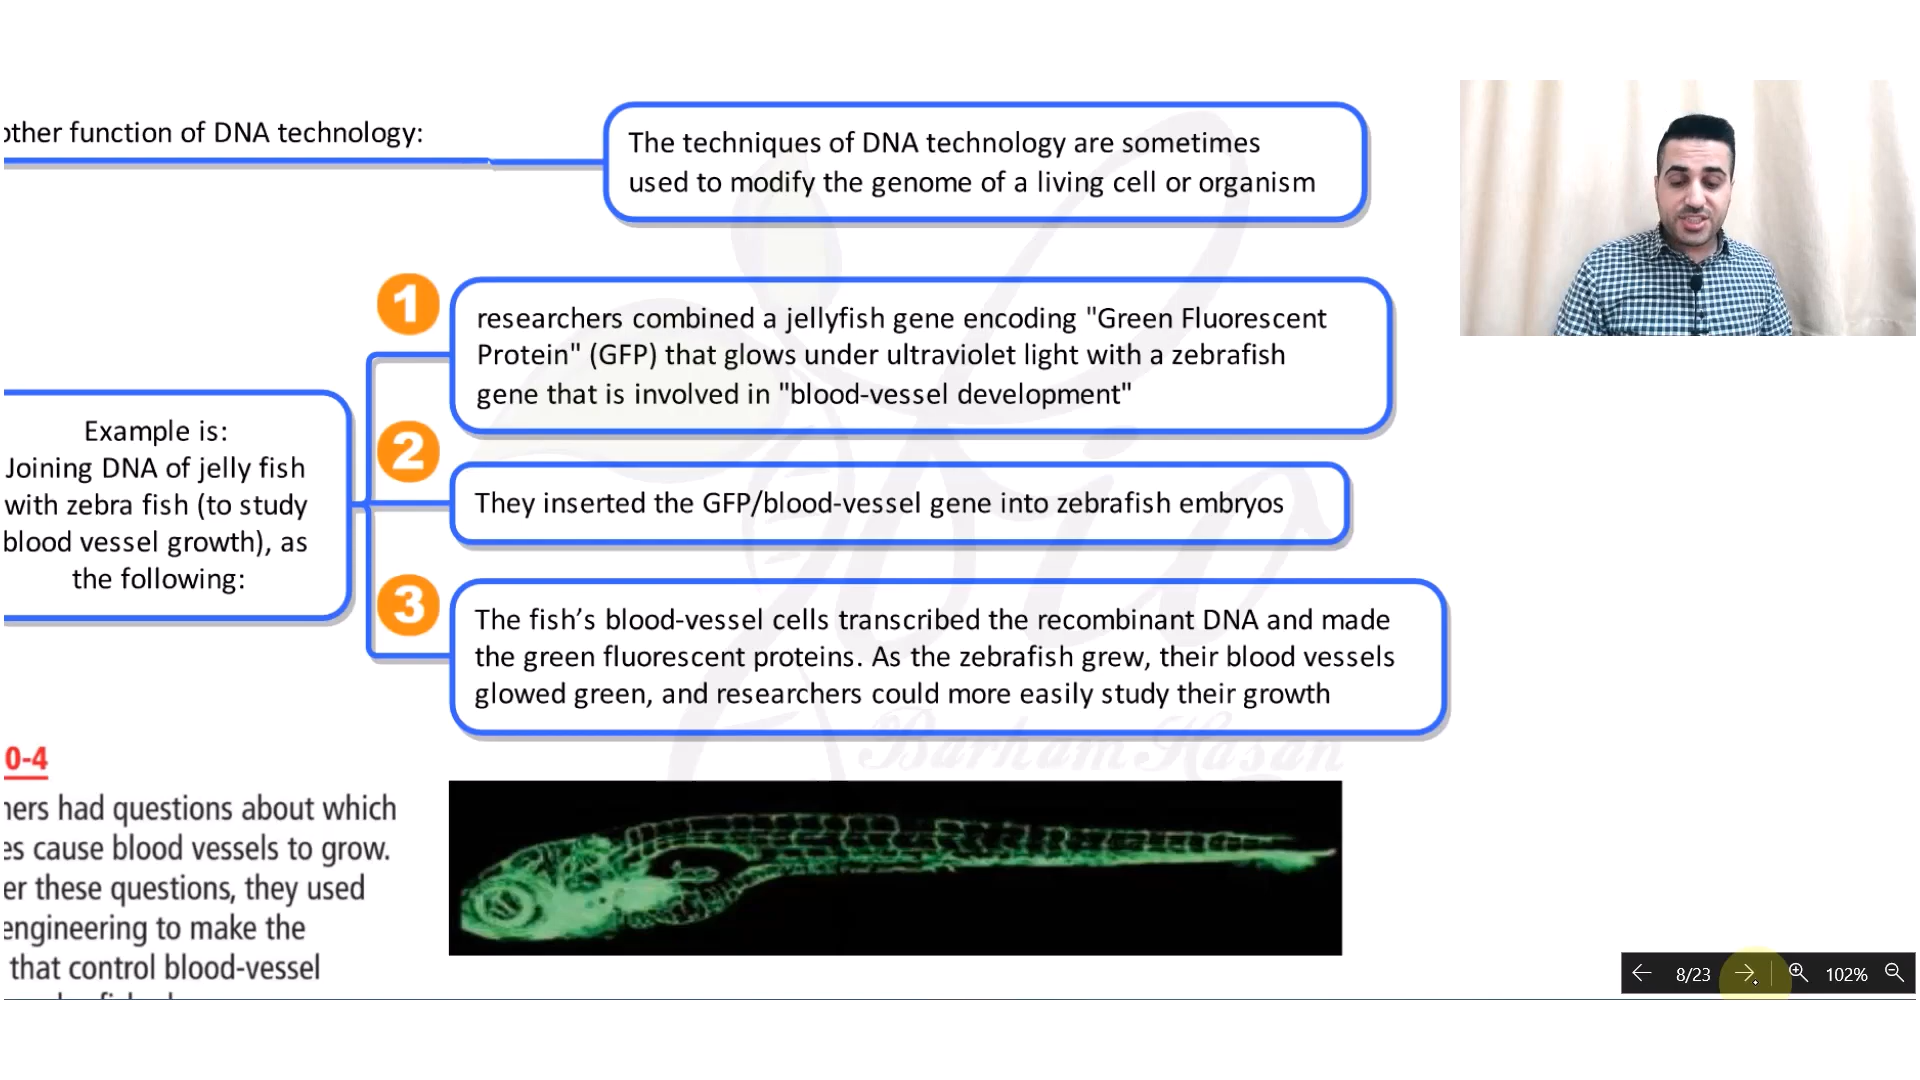 other function of DNA technology:
The techniques of DNA technology are sometimes
used to modify the genome of a living cell or organism
1
researchers combined a jellyfish gene encoding "Green Fluorescent
Protein" (GFP) that glows under ultraviolet light with a zebrafish
gene that is involved in "blood-vessel development"
Example is:
Joining DNA of jelly fish
with zebra fish (to study
blood vessel growth), as
the following:
2
They inserted the GFP/blood-vessel gene into zebrafish embryos
3
The fish’s blood-vessel cells transcribed the recombinant DNA and made
the green fluorescent proteins. As the zebrafish grew, their blood vessels
glowed green, and researchers could more easily study their growth
Bio
Barham Hasan
0-4
hers had questions about which
es cause blood vessels to grow.
er these questions, they used
engineering to make the
that control blood-vessel
8/23
102%